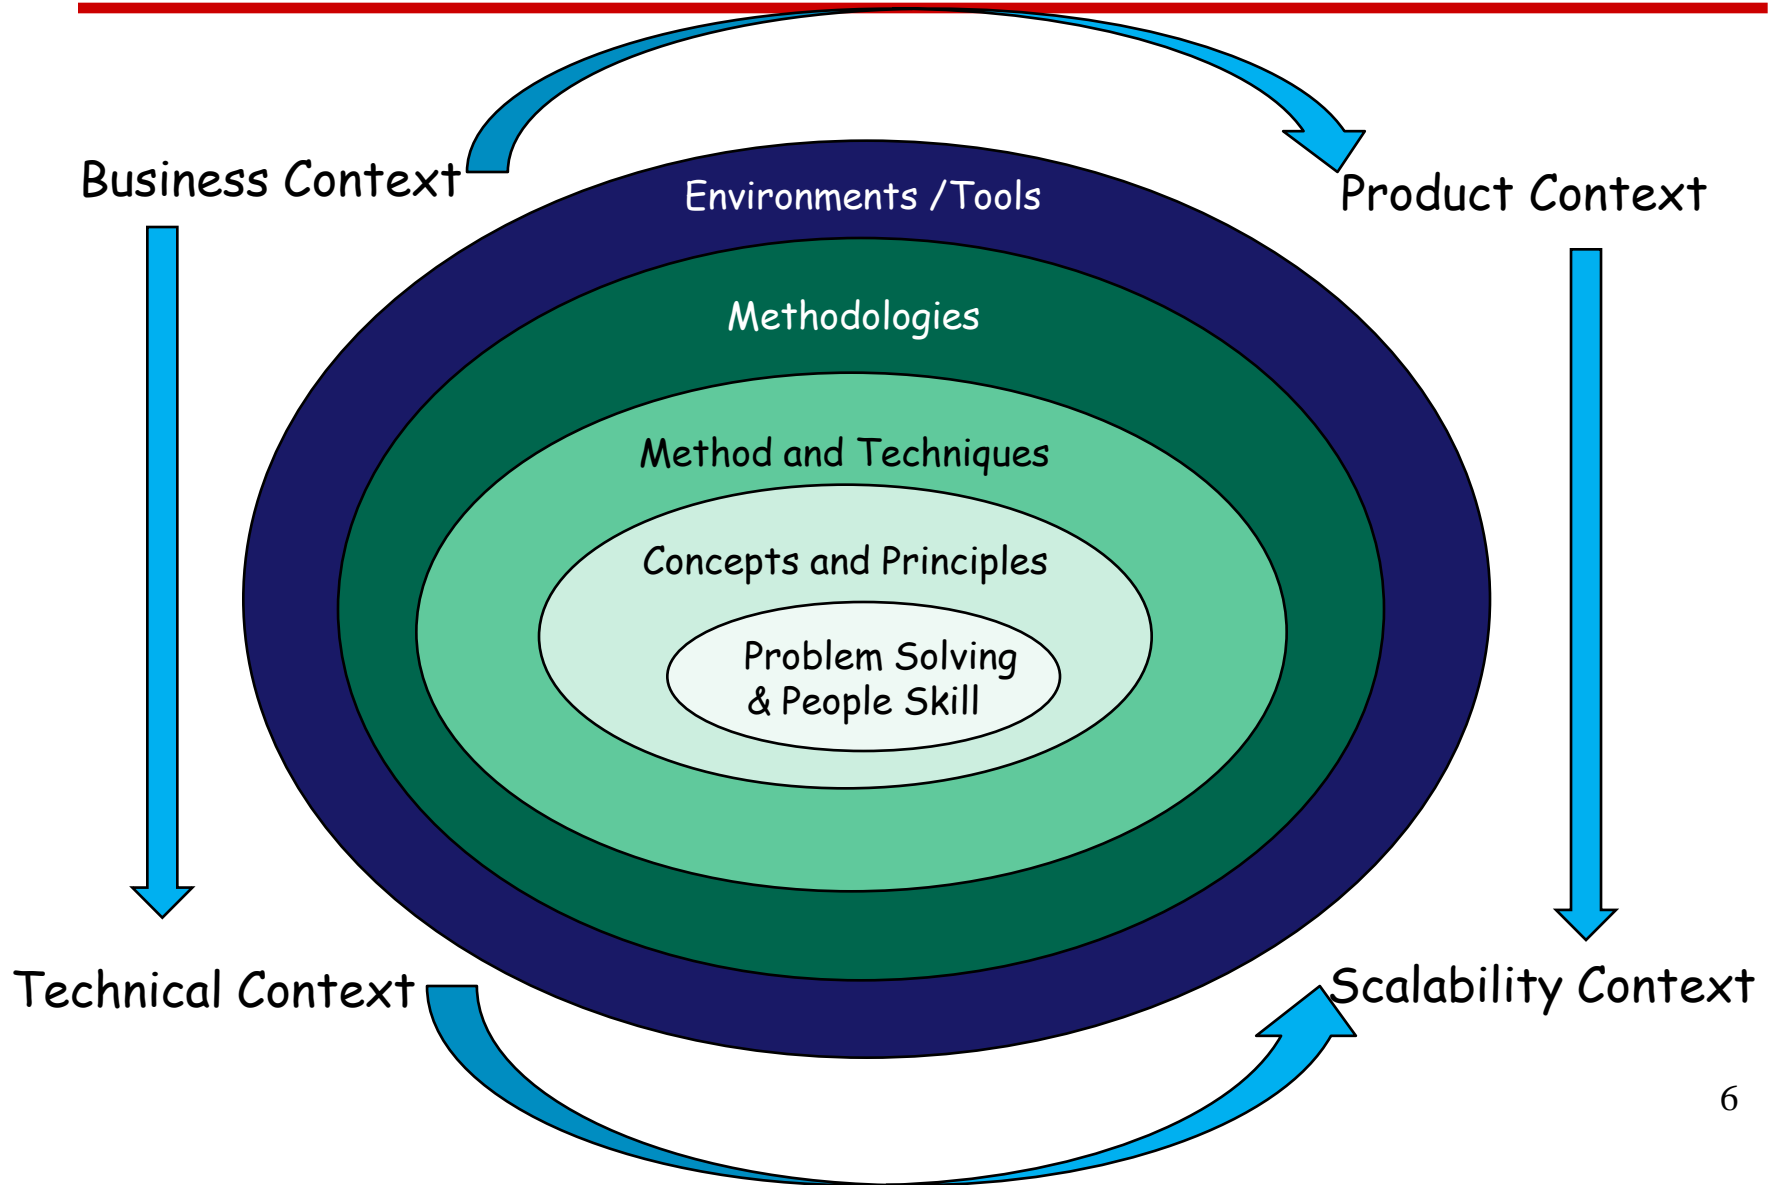 Business Context
Product Context
Environments /Tools
Methodologies
Method and Techniques
Concepts and Principles
Problem Solving
& People Skill
Technical Context
Scalability Context
6